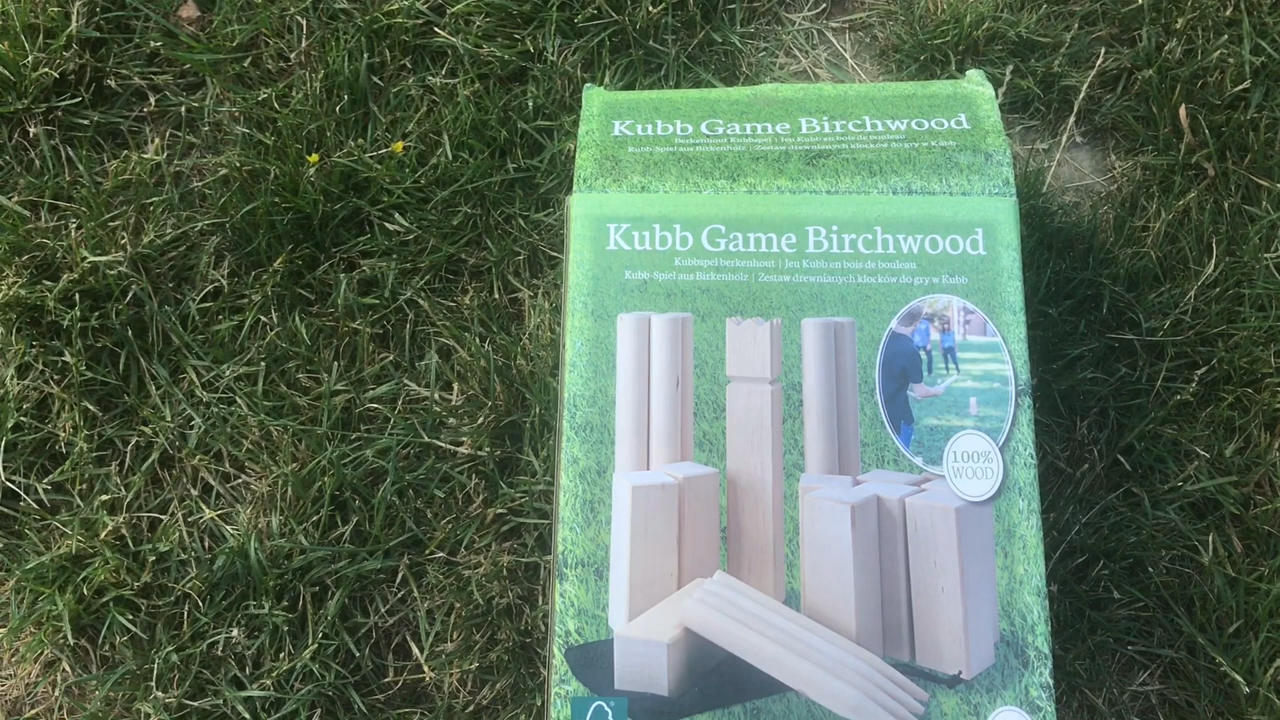 Kubb Game Birchwood
Berkenhout Kubbspel | Jeu Kubb en bois de bouleau
Kubb-Spiel aus Birkenholz | Zestaw drewnianych klocków do gry w Kubb
Kubb Game Birchwood
Kubbspel berkenhout | Jeu Kubb en bois de bouleau
Kubb-Spiel aus Birkenholz | Zestaw drewnianych klocków do gry w Kubb
100%
WOOD